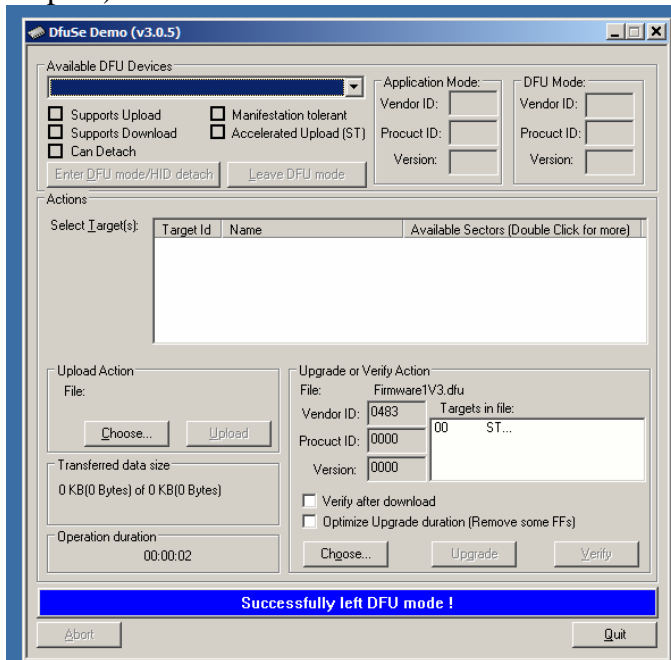 DfuSe Demo (v3.0.5)
Available DFU Devices
Supports Upload
Manifestation tolerant
Supports Download
Accelerated Upload (ST)
Can Detach
Enter DFU mode/HID detach
Leave DFU mode
Application Mode:
Vendor ID:
Procuct ID:
Version:
DFU Mode:
Vendor ID:
Procuct ID:
Version:
Actions
Select Target(s):
Target Id Name Available Sectors (Double Click for more)
Upload Action
File:
Choose...
Upload
Transferred data size
0 KB(0 Bytes) of 0 KB(0 Bytes)
Operation duration
00:00:02
Upgrade or Verify Action
File: Firmware1V3.dfu
Vendor ID: 0483
Procuct ID: 0000
Version: 0000
Targets in file:
00 ST...
Verify after download
Optimize Upgrade duration (Remove some FFs)
Choose...
Upgrade
Verify
Successfully left DFU mode !
Abort
Quit